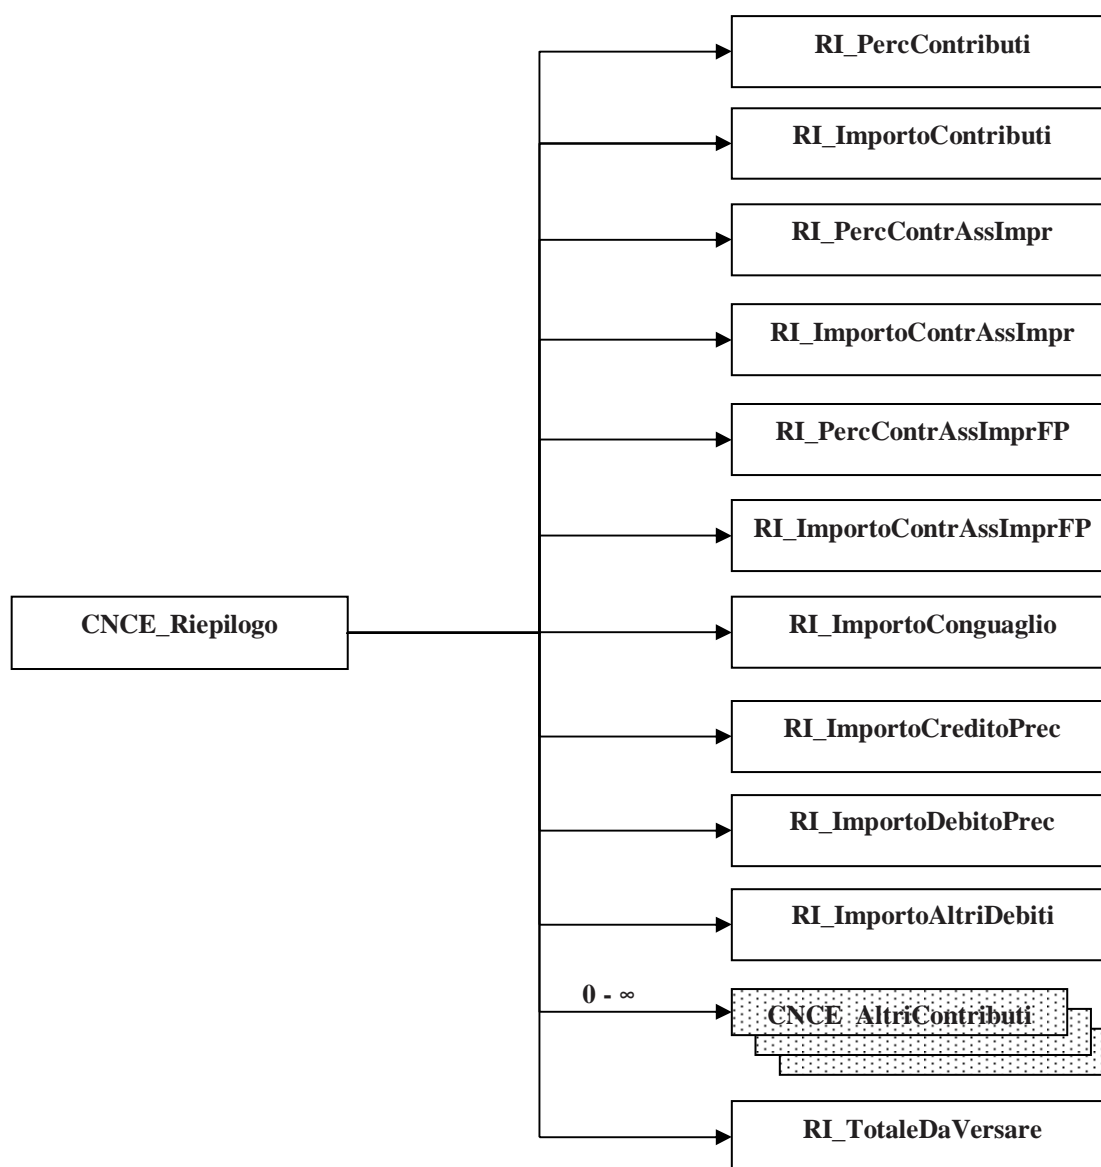 RI_PercContributi
RI_ImportoContributi
RI_PercContrAssImpr
RI_ImportoContrAssImpr
RI_PercContrAssImprFP
RI_ImportoContrAssImprFP
CNCE_Riepilogo
RI_ImportoConguaglio
RI_ImportoCreditoPrec
RI_ImportoDebitoPrec
RI_ImportoAltriDebiti
0 - ∞
CNCE_AltriContributi
RI_TotaleDaVersare